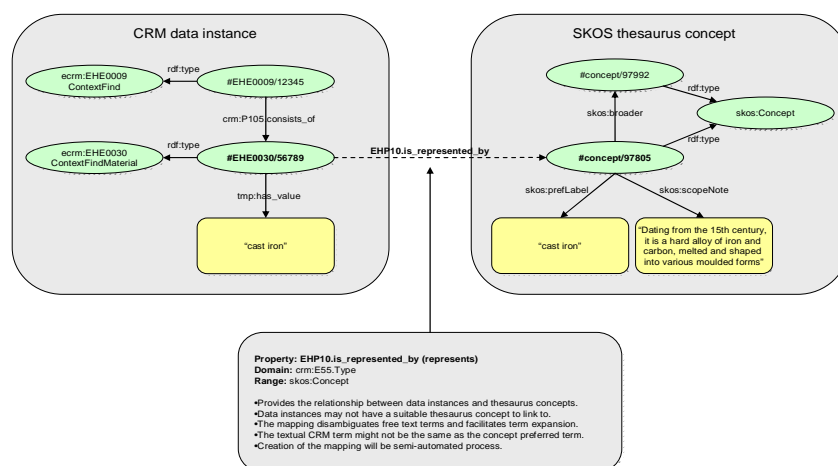 CRM data instance
ecrm:EHE0009
ContextFind
rdf:type
#EHE0009/12345
crm:P105.consists_of
ecrm:EHE0030
ContextFindMaterial
rdf:type
#EHE0030/56789
tmp:has_value
“cast iron”
EHP10.is_represented_by
SKOS thesaurus concept
#concept/97992
rdf:type
skos:broader
skos:Concept
rdf:type
#concept/97805
skos:prefLabel
skos:scopeNote
“cast iron”
“Dating from the 15th century,
it is a hard alloy of iron and
carbon, melted and shaped
into various moulded forms”
Property: EHP10.is_represented_by (represents)
Domain: crm:E55.Type
Range: skos:Concept
•Provides the relationship between data instances and thesaurus concepts.
•Data instances may not have a suitable thesaurus concept to link to.
•The mapping disambiguates free text terms and facilitates term expansion.
•The textual CRM term might not be the same as the concept preferred term.
•Creation of the mapping will be semi-automated process.